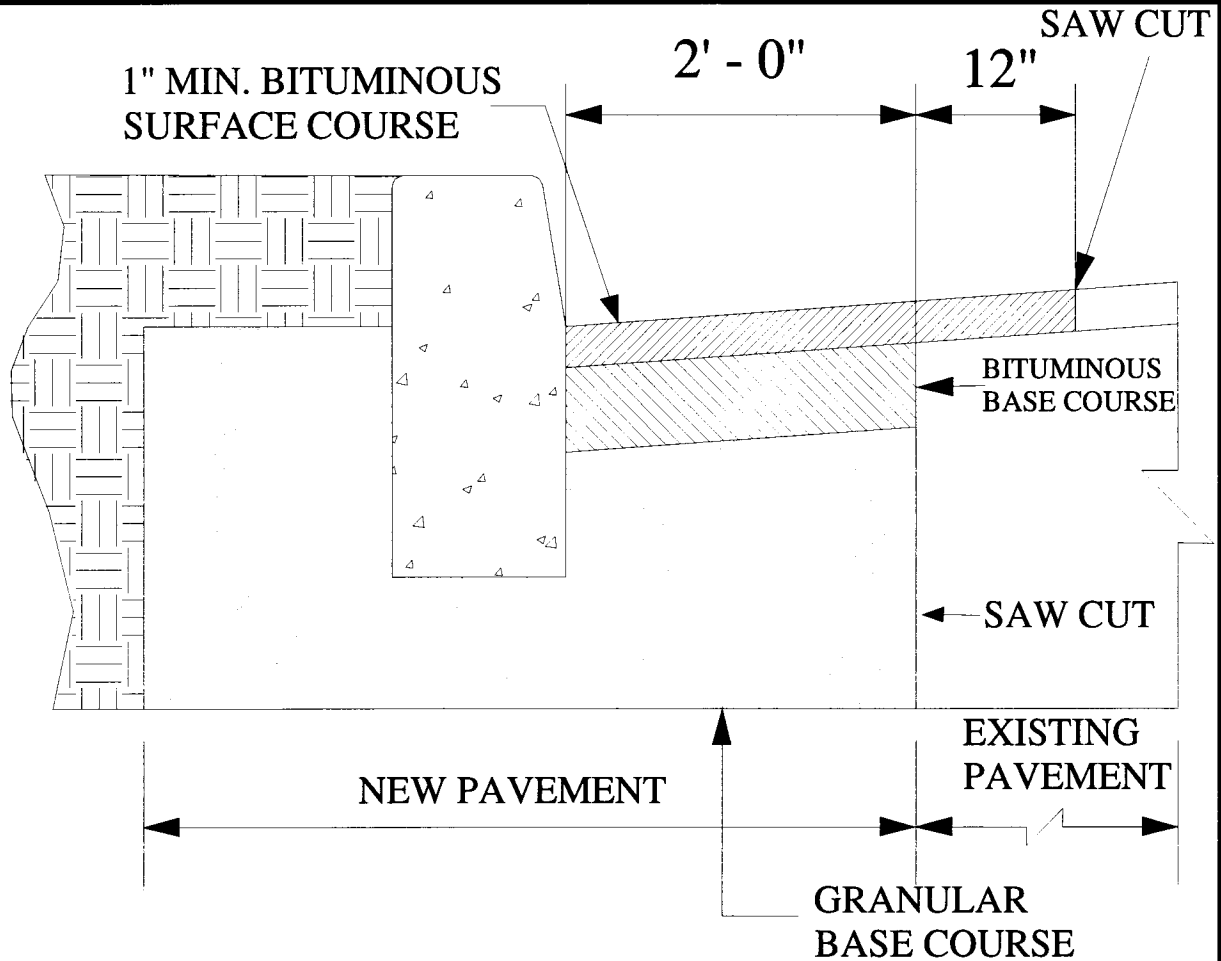 SAW CUT
2' - 0"
12"
1" MIN. BITUMINOUS
SURFACE COURSE
BITUMINOUS
BASE COURSE
SAW CUT
EXISTING
PAVEMENT
NEW PAVEMENT
GRANULAR
BASE COURSE